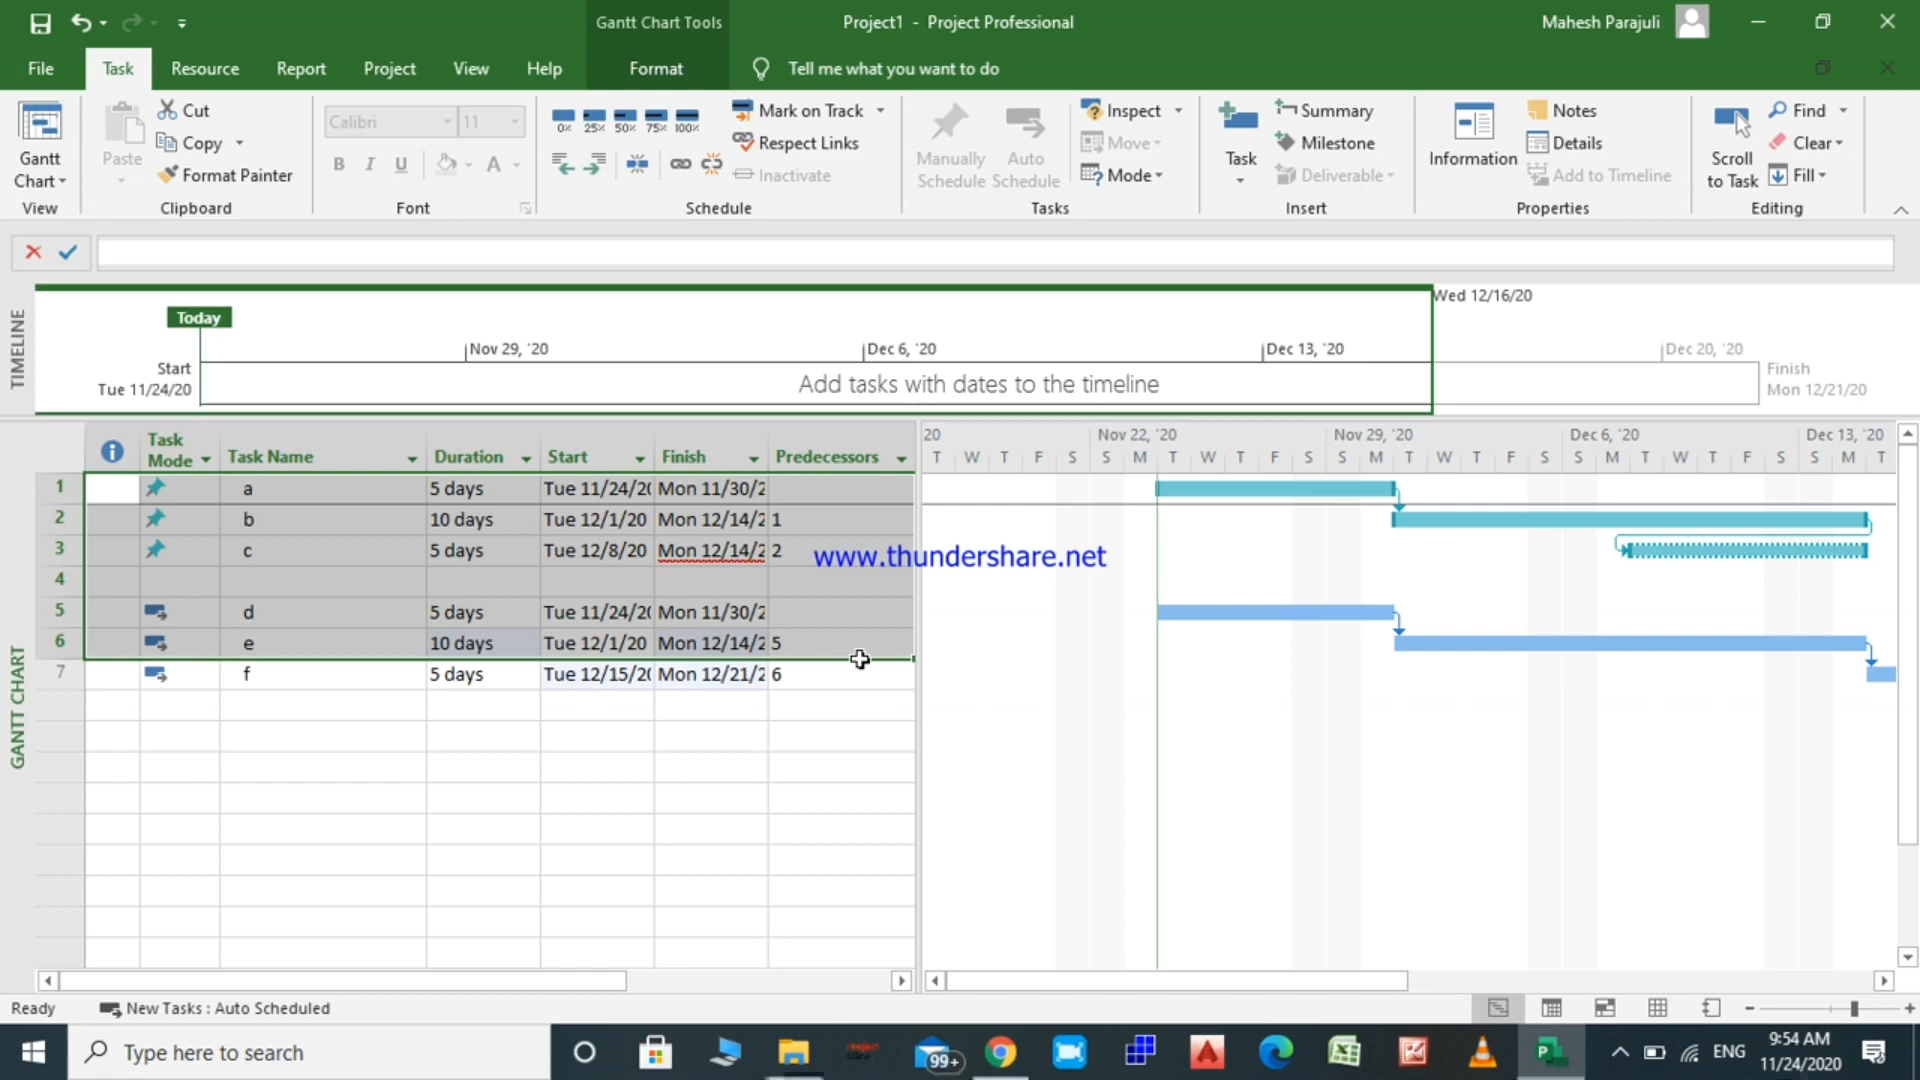 Gantt Chart Tools
Project1 - Project Professional
Mahesh Parajuli
File
Task
Resource
Report
Project
View
Help
Format
Tell me what you want to do
Gantt
Chart
View
Paste
Cut
Copy
Format Painter
Clipboard
Calibri
11
B I U
A
Font
0% 25% 50% 75% 100%
Mark on Track
Respect Links
Inactivate
Schedule
Manually
Schedule
Auto
Schedule
Inspect
Move
Mode
Tasks
Task
Summary
Milestone
Deliverable
Insert
Information
Notes
Details
Add to Timeline
Properties
Scroll
to Task
Find
Clear
Fill
Editing
TIMELINE
Today
Wed 12/16/20
Nov 29, '20
Dec 6, '20
Dec 13, '20
Dec 20, '20
Start
Tue 11/24/20
Add tasks with dates to the timeline
Finish
Mon 12/21/20
GANTT CHART
Task
Mode
Task Name
Duration
Start
Finish
Predecessors
1 a 5 days Tue 11/24/20 Mon 11/30/2
2 b 10 days Tue 12/1/20 Mon 12/14/2 1
3 c 5 days Tue 12/8/20 Mon 12/14/2 2
4
5 d 5 days Tue 11/24/20 Mon 11/30/2
6 e 10 days Tue 12/1/20 Mon 12/14/2 5
7 f 5 days Tue 12/15/20 Mon 12/21/2 6
20 Nov 22, '20 Nov 29, '20 Dec 6, '20 Dec 13, '20
T W T F S S M T W T F S S M T W T F S S M T W T F S S M T
www.thundershare.net
Ready
New Tasks : Auto Scheduled
Type here to search
99+
ENG
9:54 AM
11/24/2020